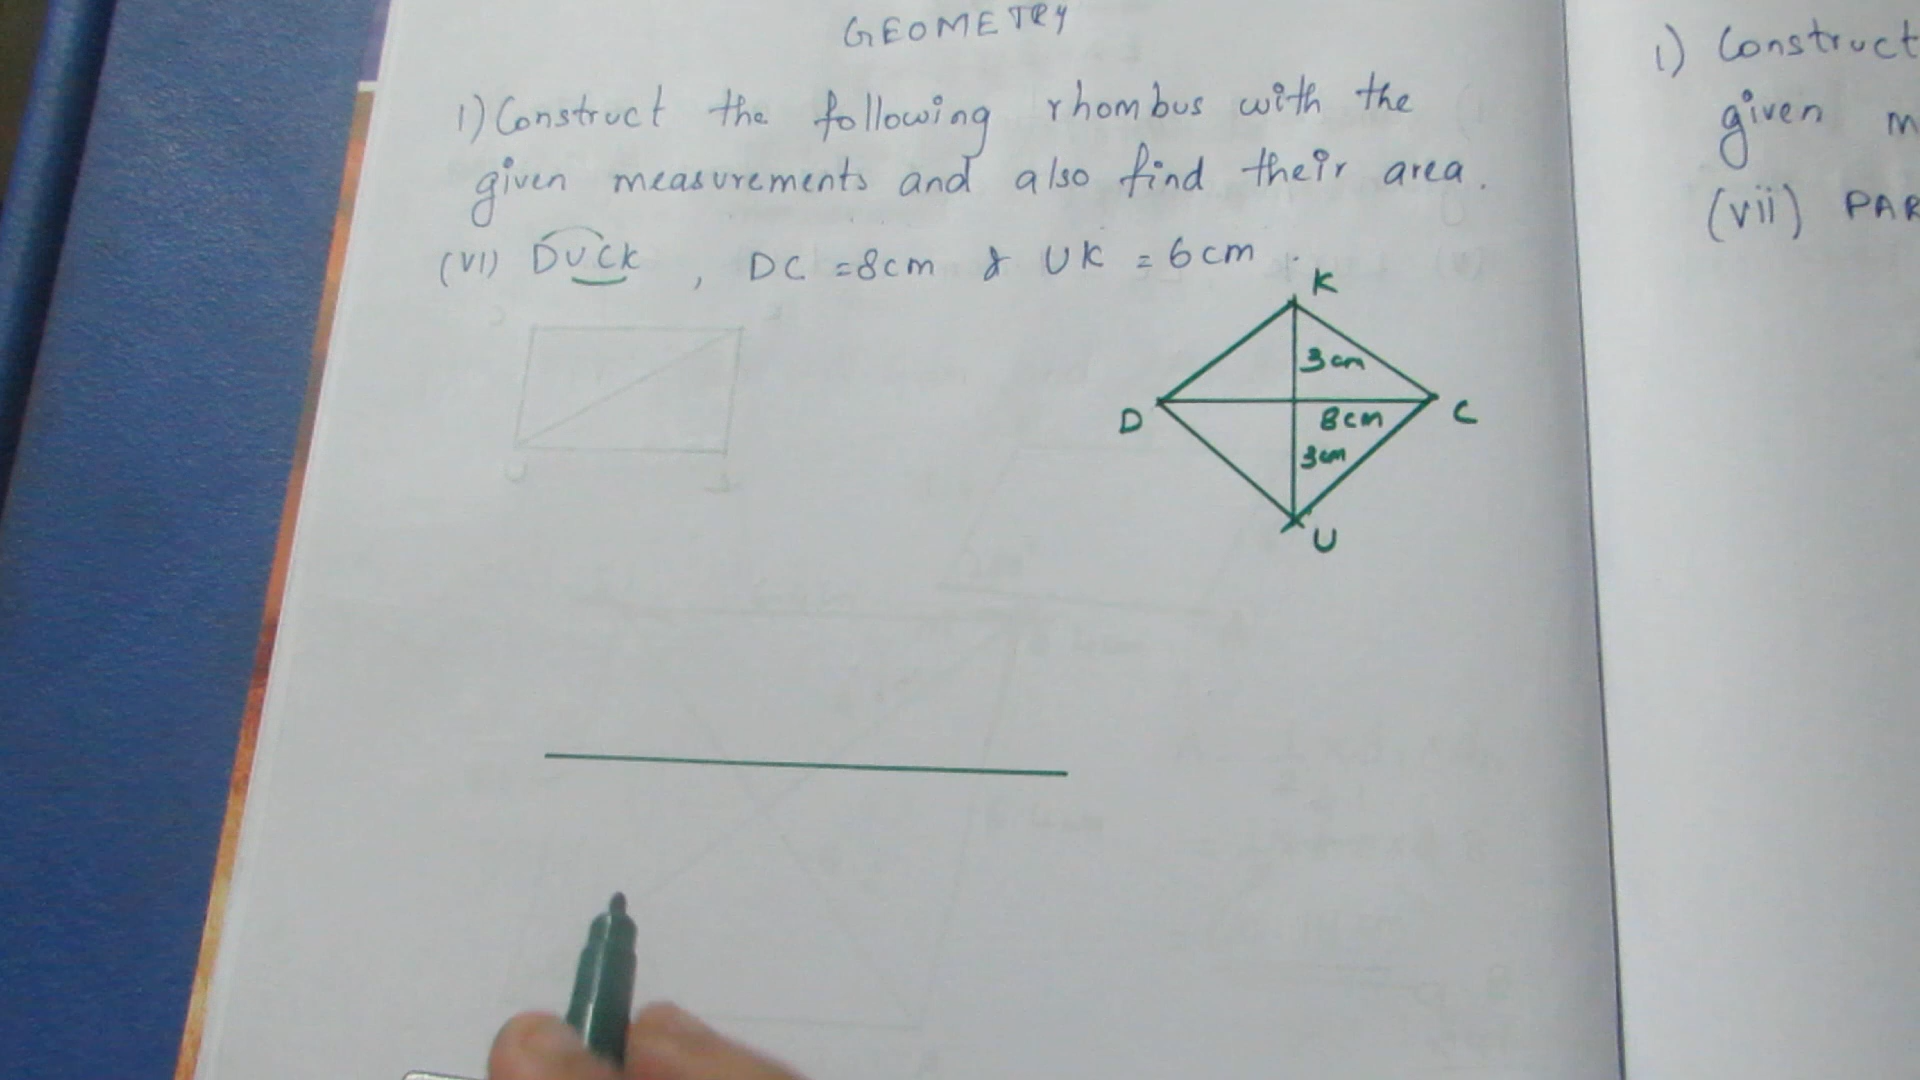 GEOMETRY
1) Construct the following rhombus with the
given measurements and also find their area.
(VI) DUCK, DC = 8cm & UK = 6cm.
K
3cm
D
8cm
C
3cm
U
1) Construct
given m
(vii) PAR